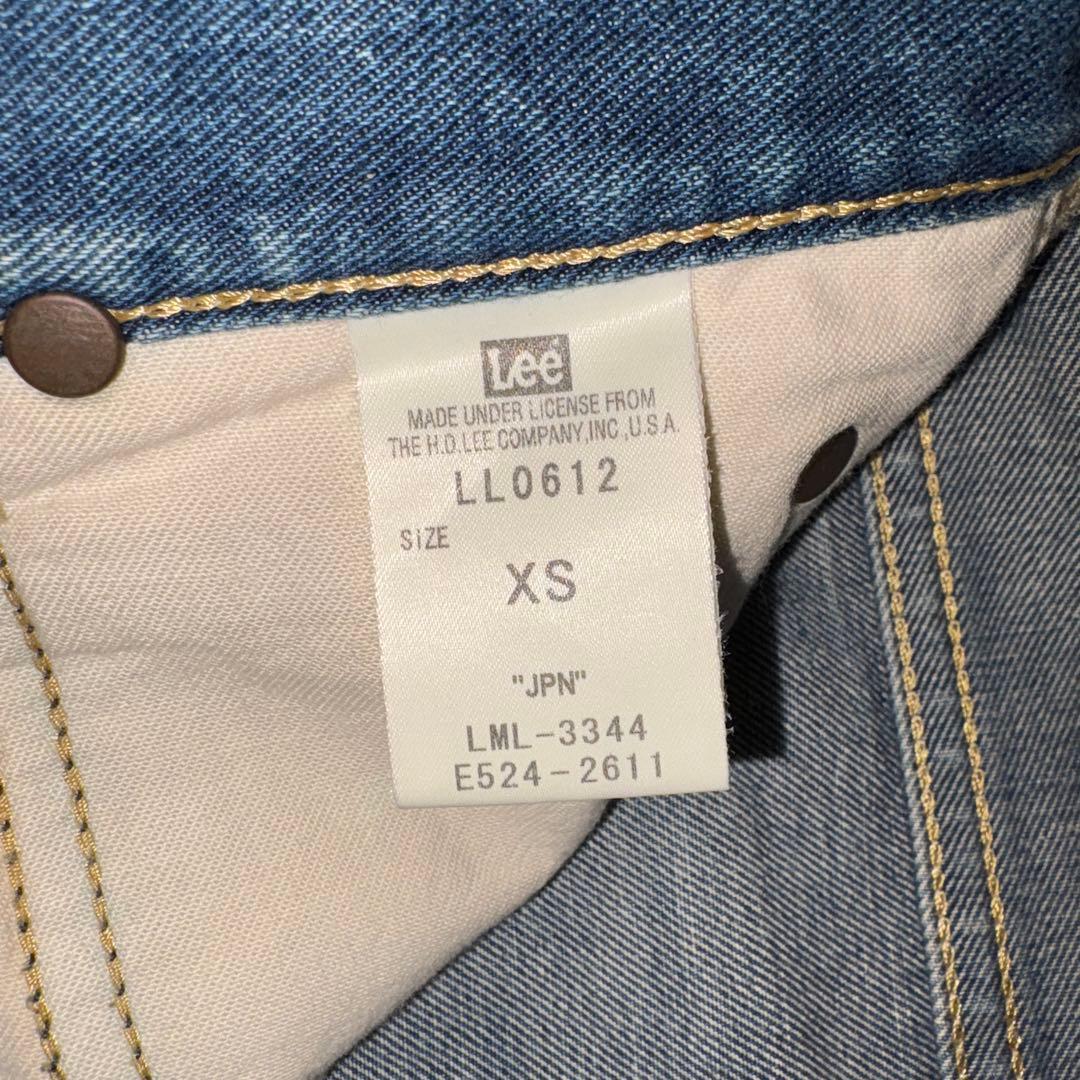 Lee
MADE UNDER LICENSE FROM
THE H.D.LEE COMPANY,INC.,U.S.A.
LL0612
SIZE
XS
"JPN"
LML-3344
E524-2611